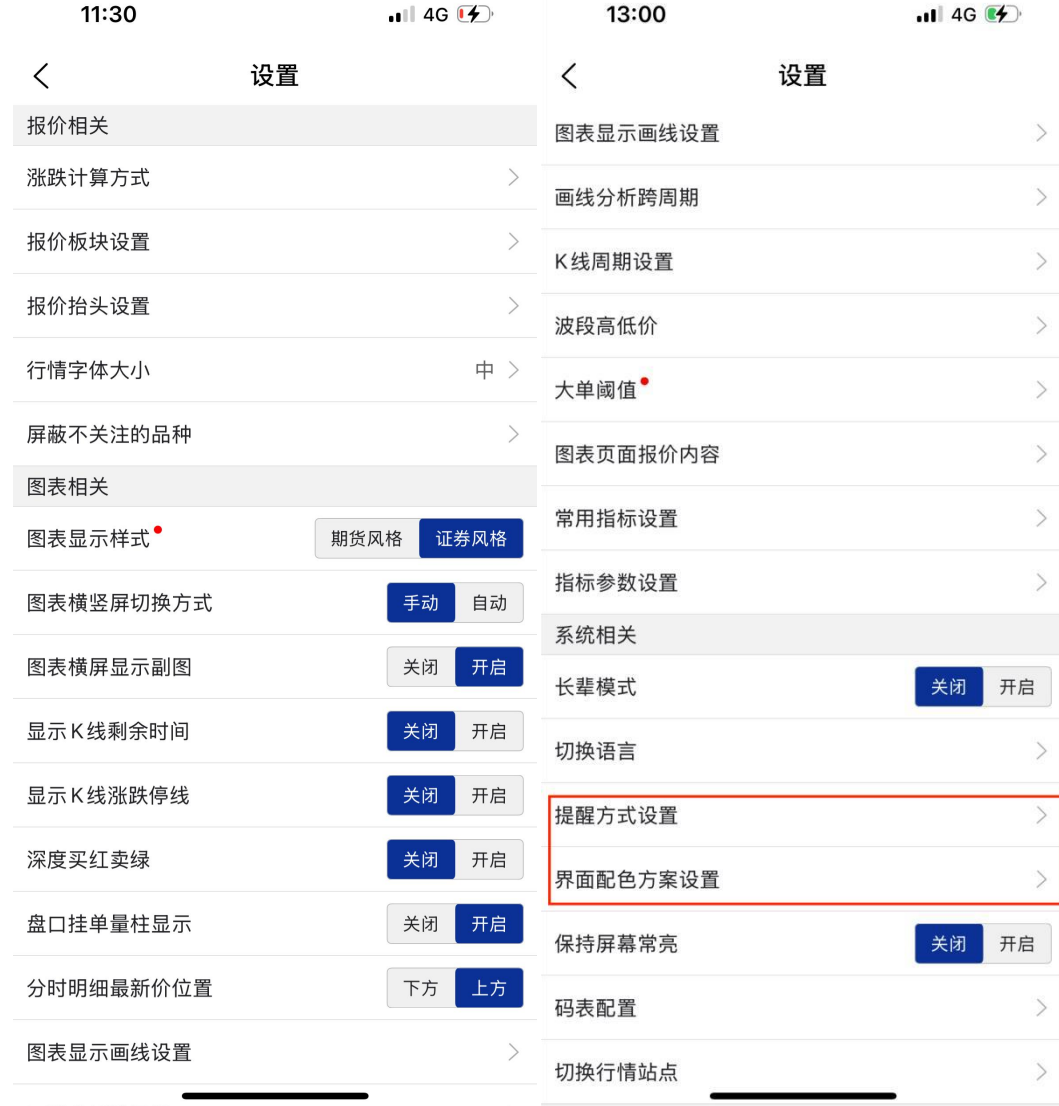 11:30
4G
设置
报价相关
涨跌计算方式
报价板块设置
报价抬头设置
行情字体大小 中
屏蔽不关注的品种
图表相关
图表显示样式 期货风格 证券风格
图表横竖屏切换方式 手动 自动
图表横屏显示副图 关闭 开启
显示K线剩余时间 关闭 开启
显示K线涨跌停线 关闭 开启
深度买红卖绿 关闭 开启
盘口挂单量柱显示 关闭 开启
分时明细最新价位置 下方 上方
图表显示画线设置
13:00
4G
设置
图表显示画线设置
画线分析跨周期
K线周期设置
波段高低价
大单阈值
图表页面报价内容
常用指标设置
指标参数设置
系统相关
长辈模式 关闭 开启
切换语言
提醒方式设置
界面配色方案设置
保持屏幕常亮 关闭 开启
码表配置
切换行情站点